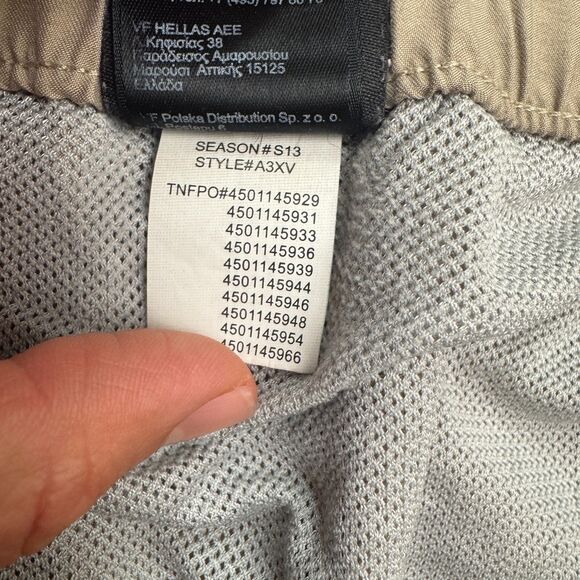 VF HELLAS AEE
Λ.Κηφισίας 38
Παράδεισος Αμαρουσίου
Μαρούσι Αττικής 15125
Ελλάδα
VF Polska Distribution Sp. z o. o.
SEASON#S13
STYLE#A3XV
TNFPO#4501145929
4501145931
4501145933
4501145936
4501145939
4501145944
4501145946
4501145948
4501145954
4501145966